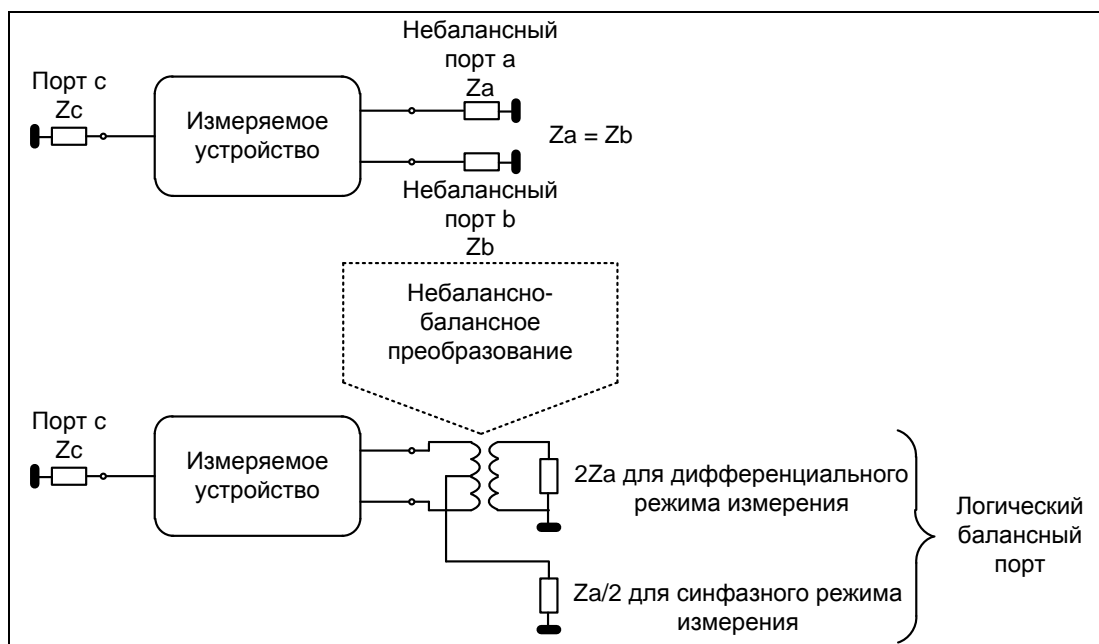 Небалансный
порт a
Za
Порт c
Zc
Измеряемое
устройство
Za = Zb
Небалансный
порт b
Zb
Небалансно-
балансное
преобразование
Порт c
Zc
Измеряемое
устройство
2Za для дифференциального
режима измерения
Логический
балансный
порт
Za/2 для синфазного режима
измерения